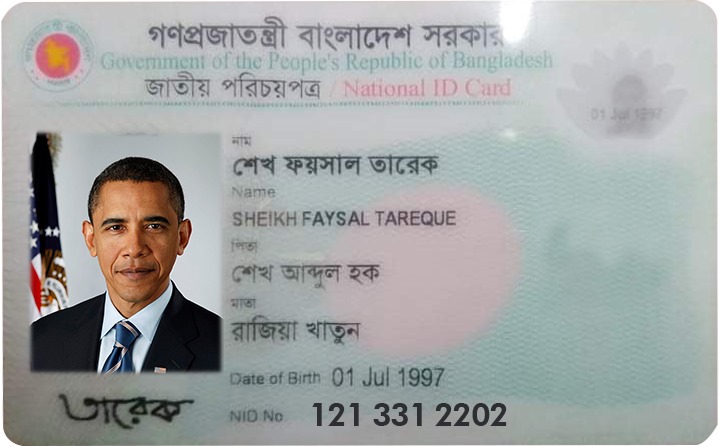 গণপ্রজাতন্ত্রী বাংলাদেশ সরকার
Government of the People's Republic of Bangladesh
জাতীয় পরিচয়পত্র / National ID Card
01 Jul 1997
নাম
শেখ ফয়সাল তারেক
Name
SHEIKH FAYSAL TAREQUE
পিতা
শেখ আব্দুল হক
মাতা
রাজিয়া খাতুন
Date of Birth 01 Jul 1997
তারেক
NID No 121 331 2202